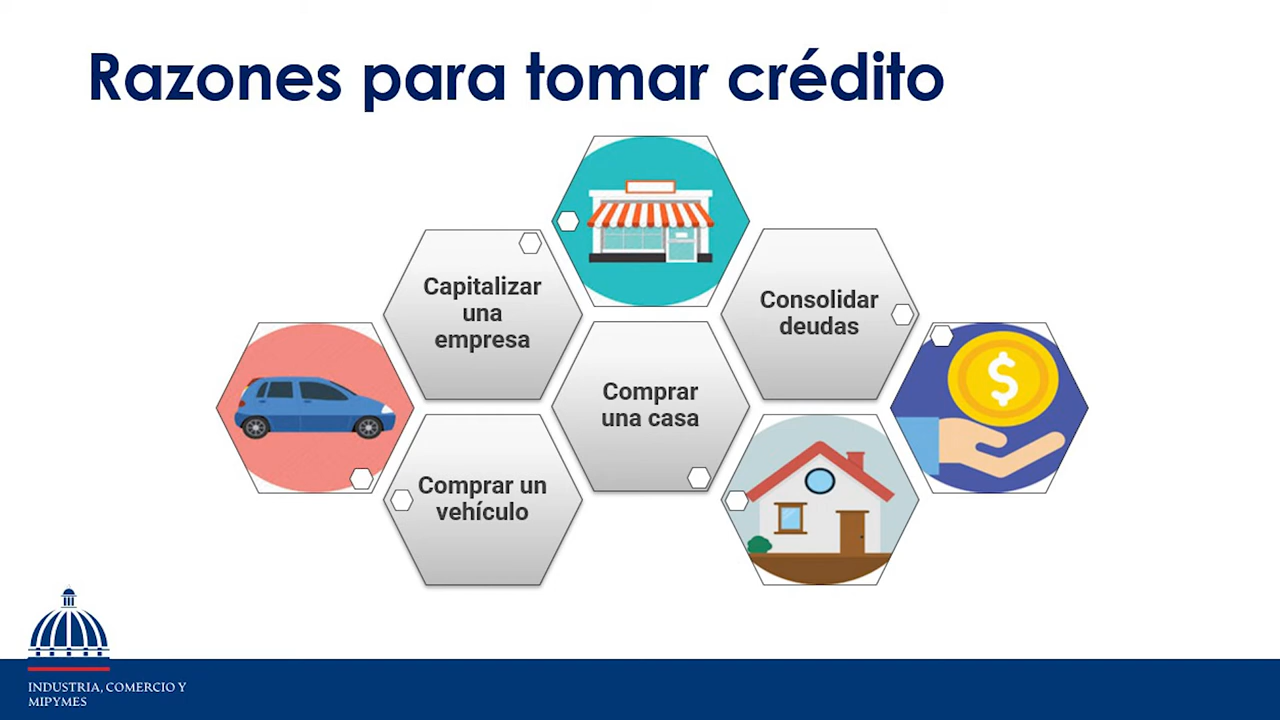 Razones para tomar crédito
Capitalizar
una
empresa
Consolidar
deudas
$
Comprar
una casa
Comprar un
vehículo
INDUSTRIA, COMERCIO Y
MIPYMES